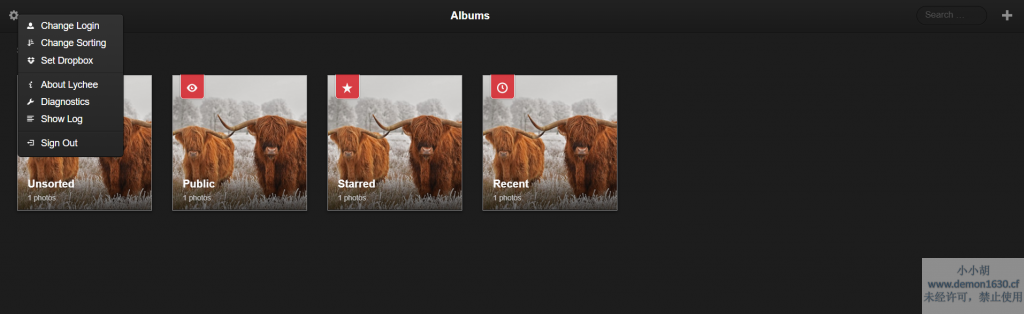 Albums
Search …
Change Login
Change Sorting
Set Dropbox
About Lychee
Diagnostics
Show Log
Sign Out
Unsorted
1 photos
Public
1 photos
Starred
1 photos
Recent
1 photos
小小胡
www.demon1630.cf
未经许可，禁止使用